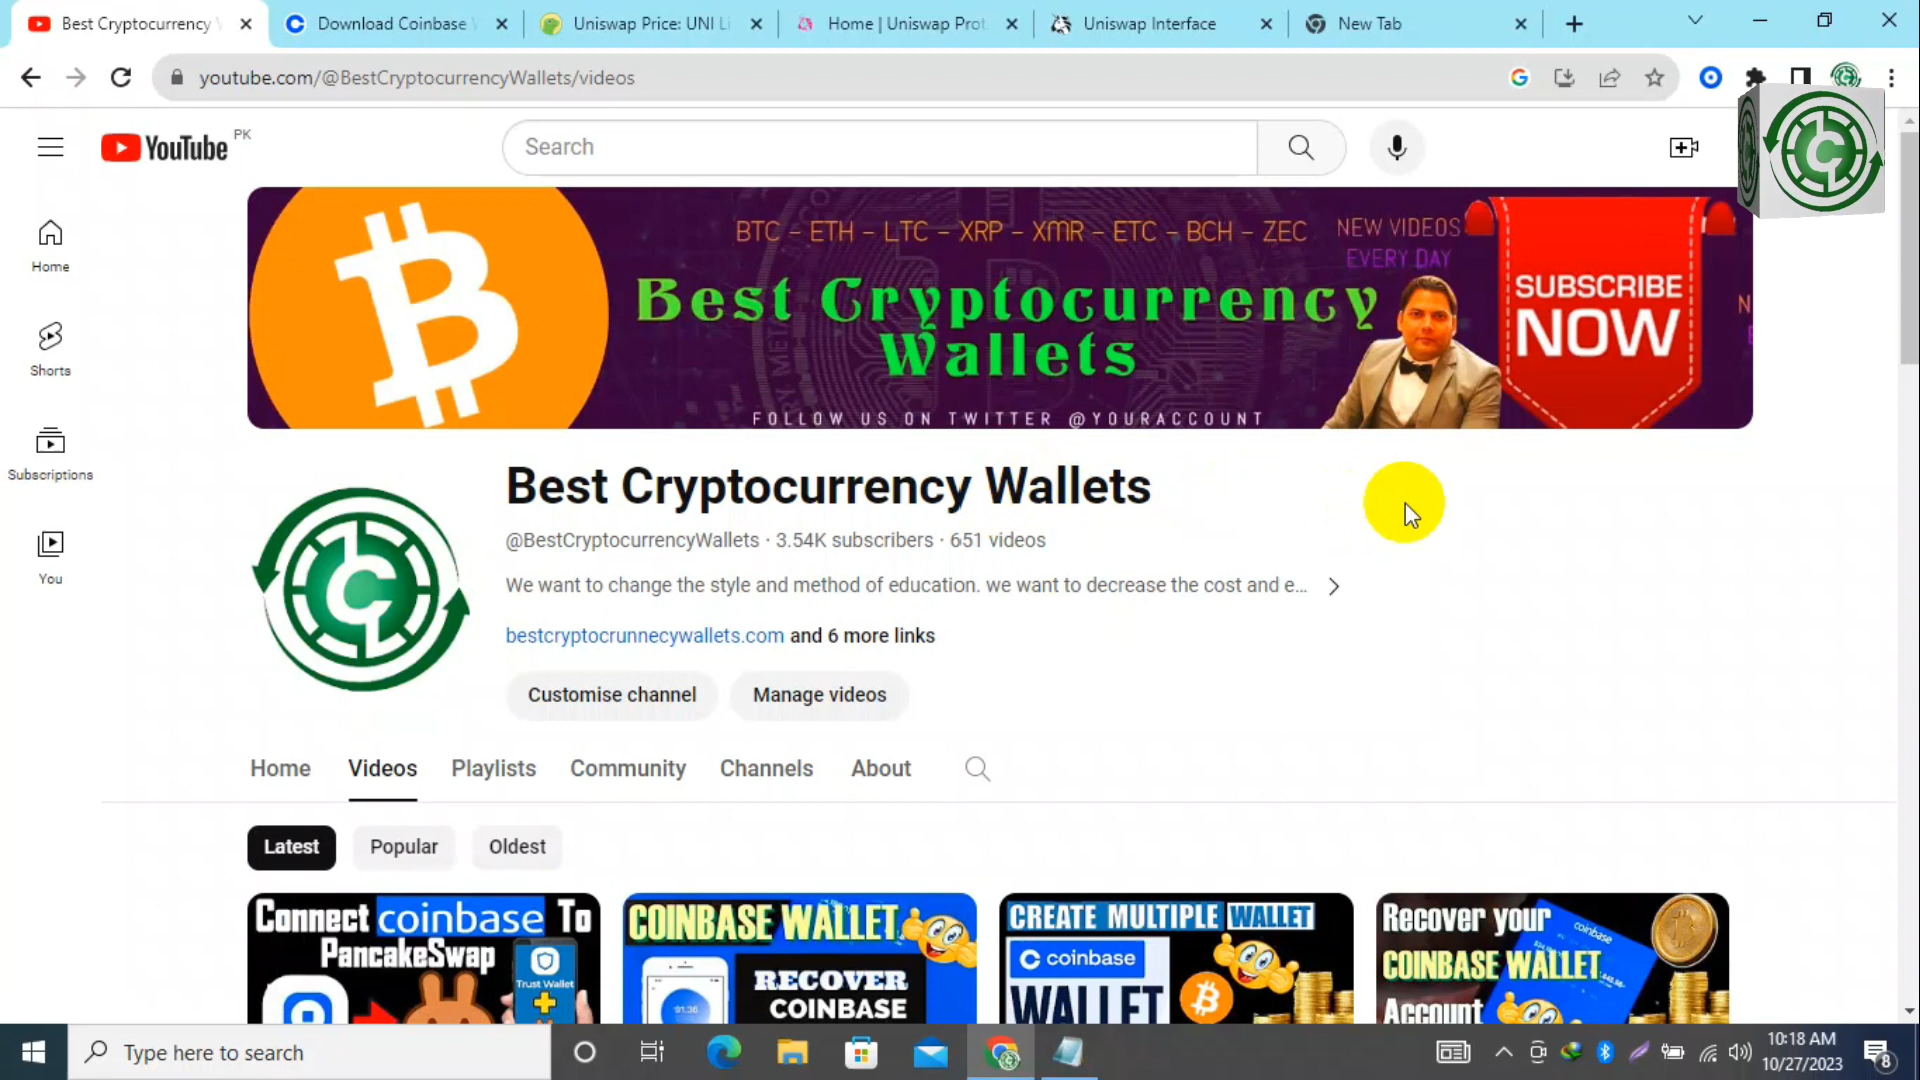 Best Cryptocurrency W
Download Coinbase W
Uniswap Price: UNI Li
Home | Uniswap Prot
Uniswap Interface
New Tab
youtube.com/@BestCryptocurrencyWallets/videos
YouTube PK
Search
BTC - ETH - LTC - XRP - XMR - ETC - BCH - ZEC
NEW VIDEOS
EVERY DAY
Best Cryptocurrency
Wallets
SUBSCRIBE
NOW
FOLLOW US ON TWITTER @YOURACCOUNT
Home
Shorts
Subscriptions
You
Best Cryptocurrency Wallets
@BestCryptocurrencyWallets · 3.54K subscribers · 651 videos
We want to change the style and method of education. we want to decrease the cost and e...
bestcryptocrunnecywallets.com and 6 more links
Customise channel
Manage videos
Home
Videos
Playlists
Community
Channels
About
Latest
Popular
Oldest
Connect coinbase To
PancakeSwap
Trust Wallet
COINBASE WALLET
RECOVER
COINBASE
CREATE MULTIPLE WALLET
coinbase
WALLET
Recover your
COINBASE WALLET
Account
coinbase
Type here to search
10:18 AM
10/27/2023
8